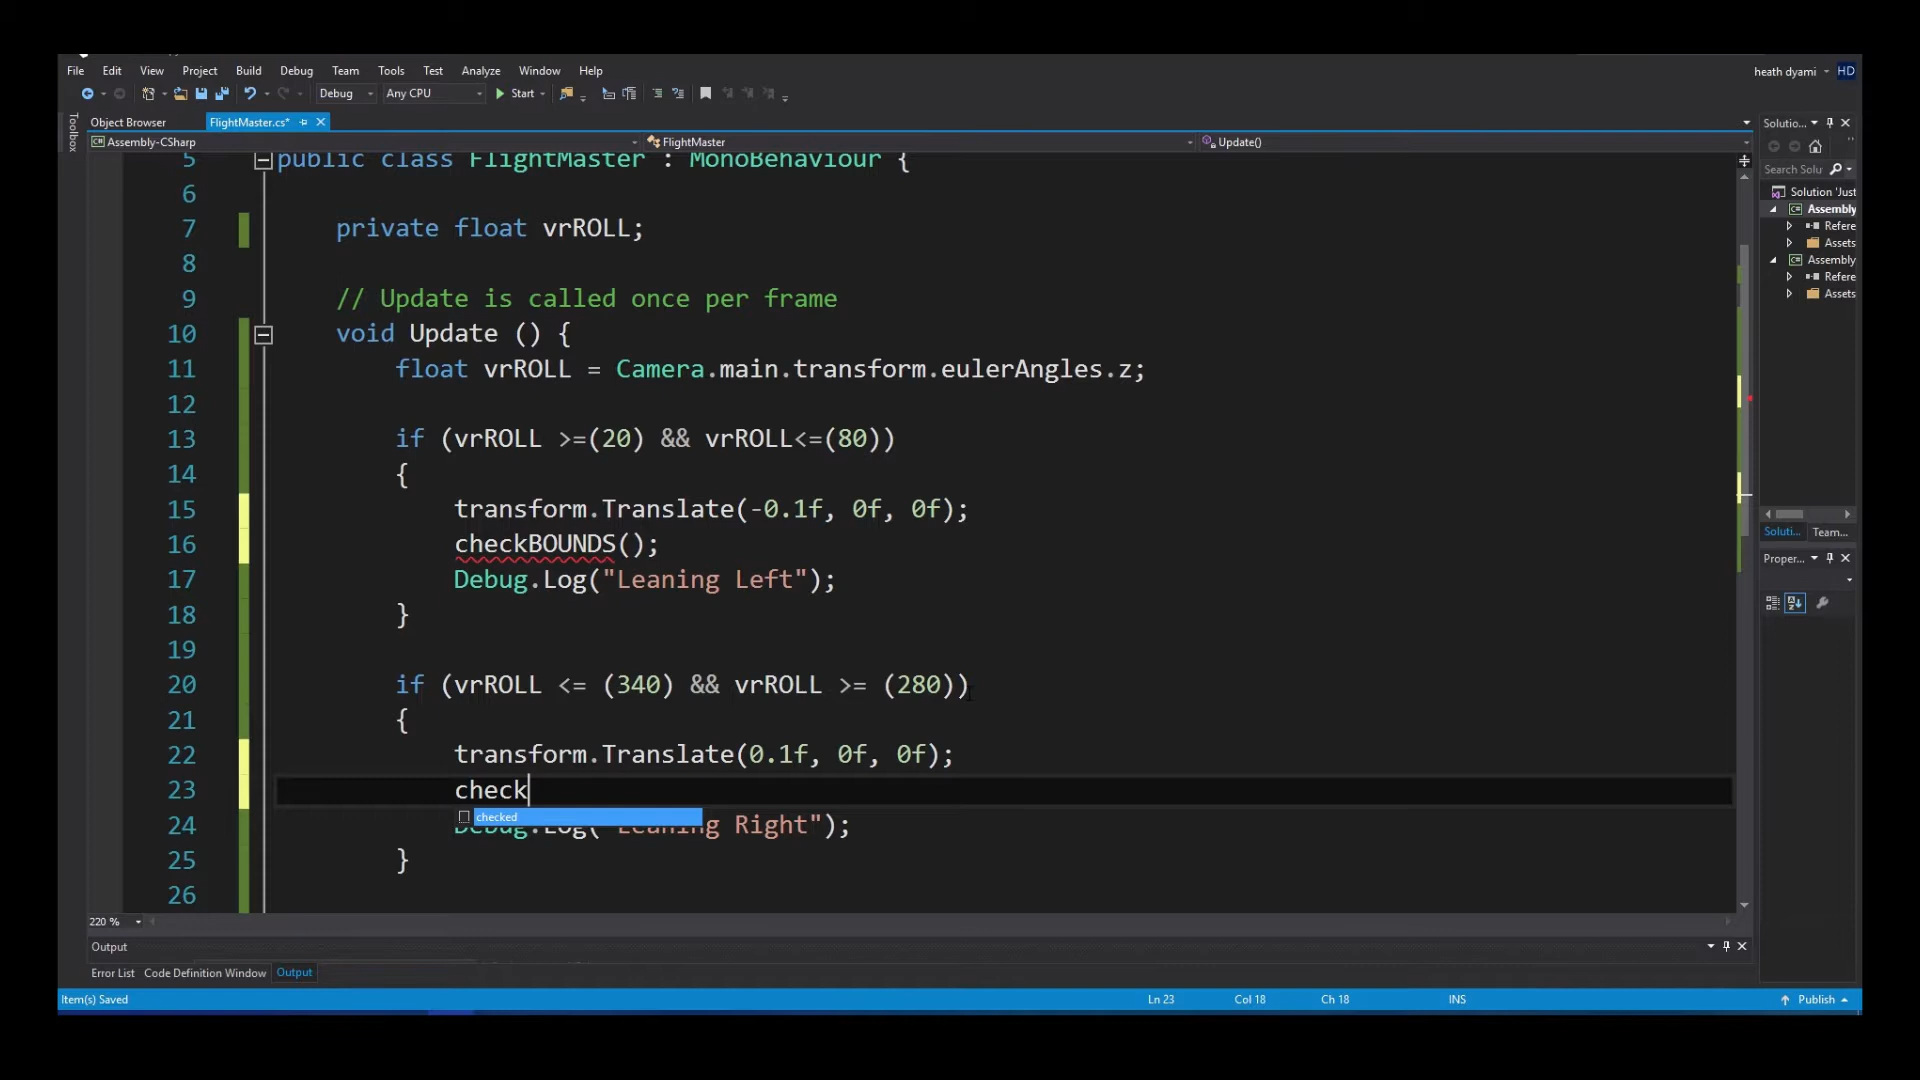 File Edit View Project Build Debug Team Tools Test Analyze Window Help heath dyami HD
Debug Any CPU Start
Toolbox
Object Browser FlightMaster.cs*
Assembly-CSharp FlightMaster Update()
5 public class FlightMaster : MonoBehaviour {
6
7 private float vrROLL;
8
9 // Update is called once per frame
10 void Update () {
11 float vrROLL = Camera.main.transform.eulerAngles.z;
12
13 if (vrROLL >=(20) && vrROLL<=(80))
14 {
15 transform.Translate(-0.1f, 0f, 0f);
16 checkBOUNDS();
17 Debug.Log("Leaning Left");
18 }
19
20 if (vrROLL <= (340) && vrROLL >= (280))
21 {
22 transform.Translate(0.1f, 0f, 0f);
23 check
checked
24 Debug.Log("Leaning Right");
25 }
26
220 %
Output
Error List Code Definition Window Output
Item(s) Saved Ln 23 Col 18 Ch 18 INS Publish
Solutio...
Search Solu
Solution 'Just
Assembly
Refere
Assets
Assembly
Refere
Assets
Soluti... Team...
Proper...